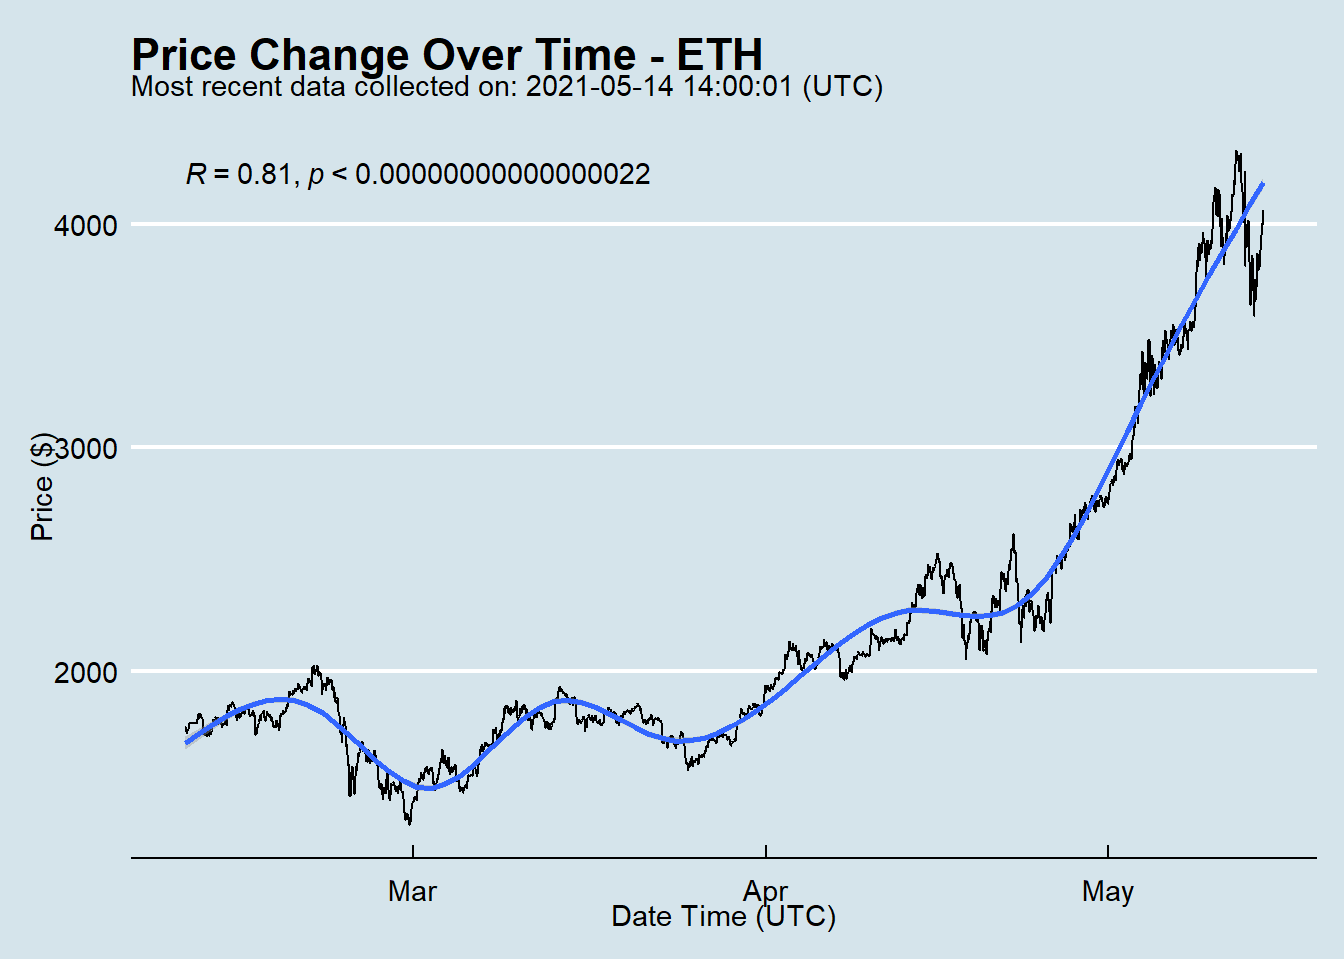 Price Change Over Time - ETH
Most recent data collected on: 2021-05-14 14:00:01 (UTC)
R = 0.81, p < 0.00000000000000022
4000
3000
2000
Price ($)
Mar
Apr
May
Date Time (UTC)